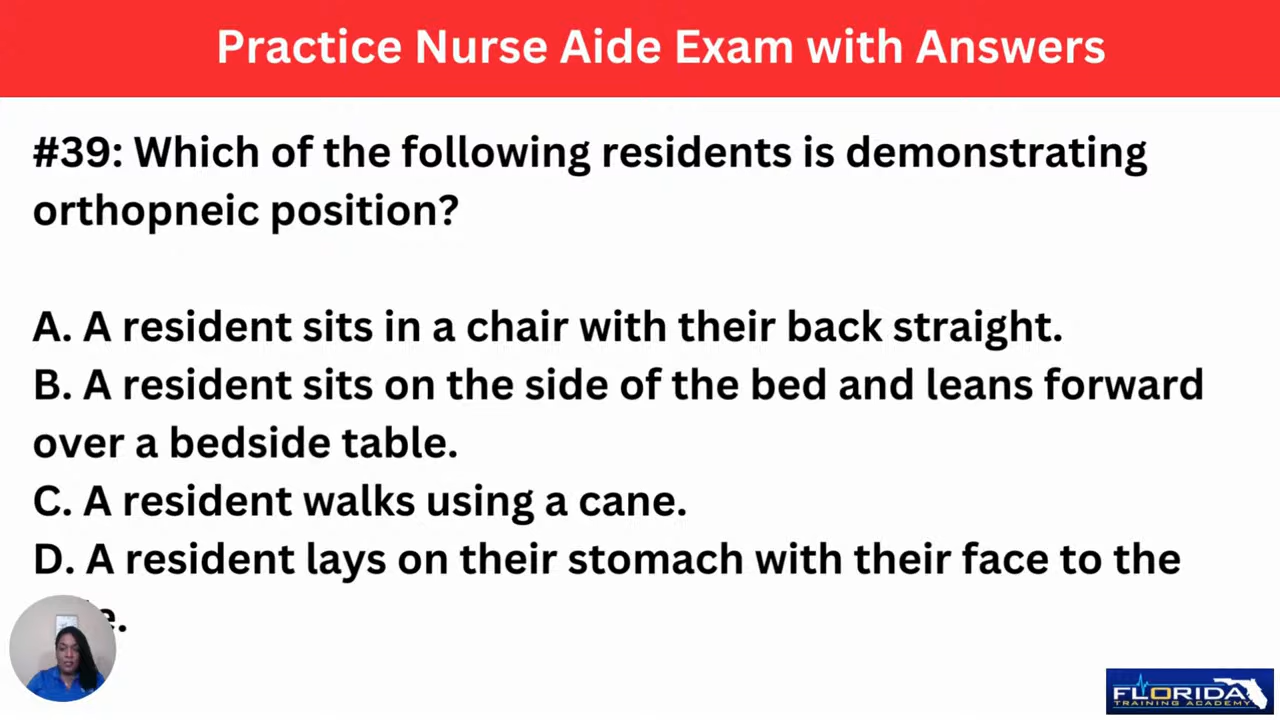 Practice Nurse Aide Exam with Answers
#39: Which of the following residents is demonstrating
orthopneic position?
A. A resident sits in a chair with their back straight.
B. A resident sits on the side of the bed and leans forward
over a bedside table.
C. A resident walks using a cane.
D. A resident lays on their stomach with their face to the
FLORIDA
TRAINING ACADEMY